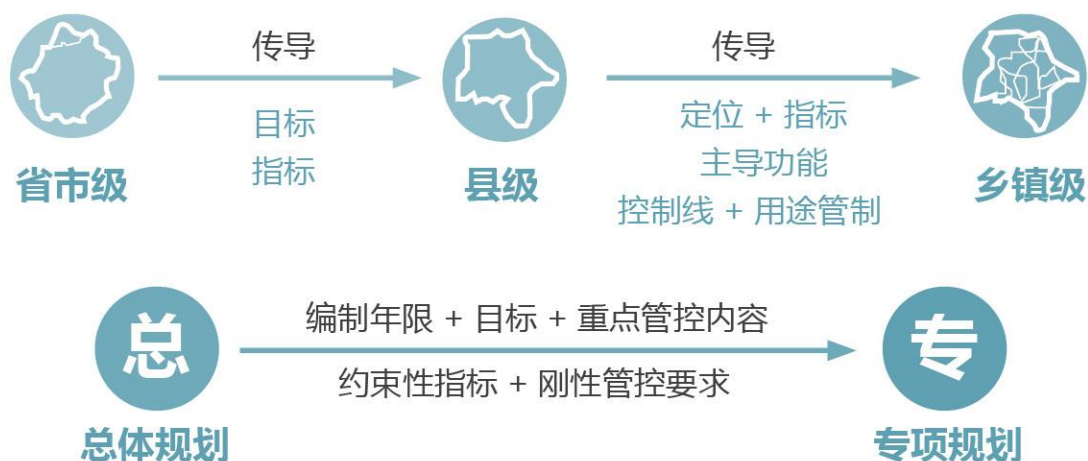 传导
传导
目标
指标
定位 + 指标
主导功能
控制线 + 用途管制
省市级
县级
乡镇级
总
编制年限 + 目标 + 重点管控内容
约束性指标 + 刚性管控要求
专
总体规划
专项规划